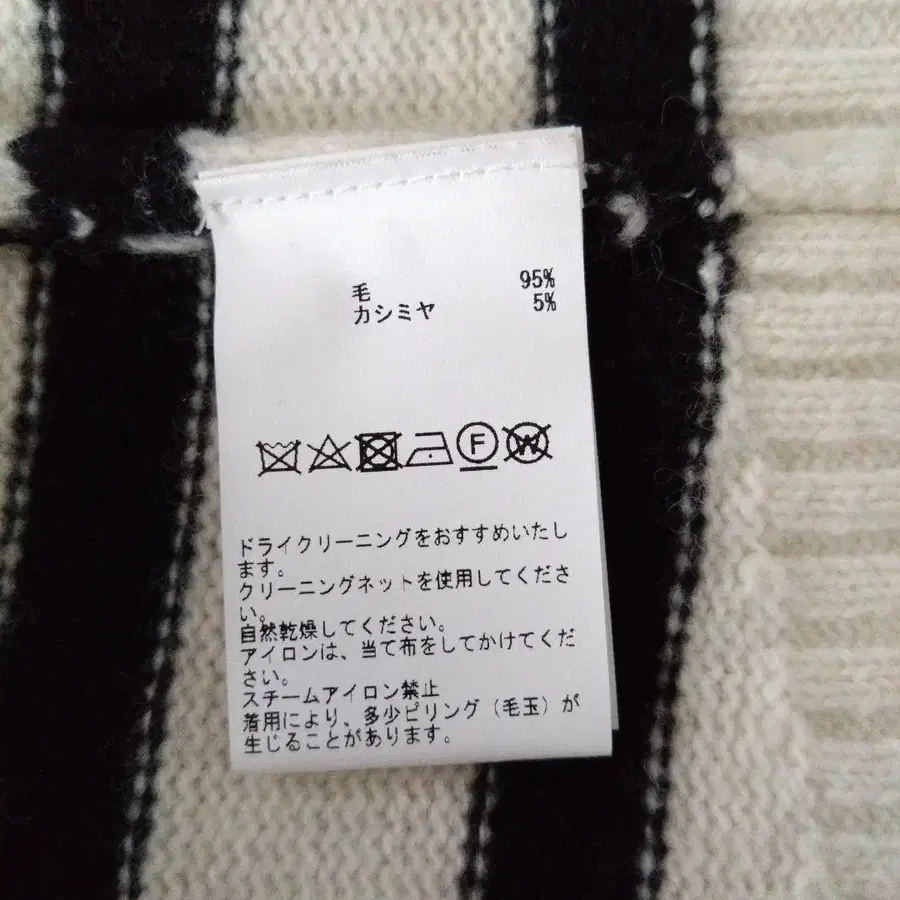 毛 95%
カシミヤ 5%
F W
ドライクリーニングをおすすめいたし
ます。
クリーニングネットを使用してくださ
い。
自然乾燥してください。
アイロンは、当て布をしてかけてくだ
さい。
スチームアイロン禁止
着用により、多少ピリング（毛玉）が
生じることがあります。